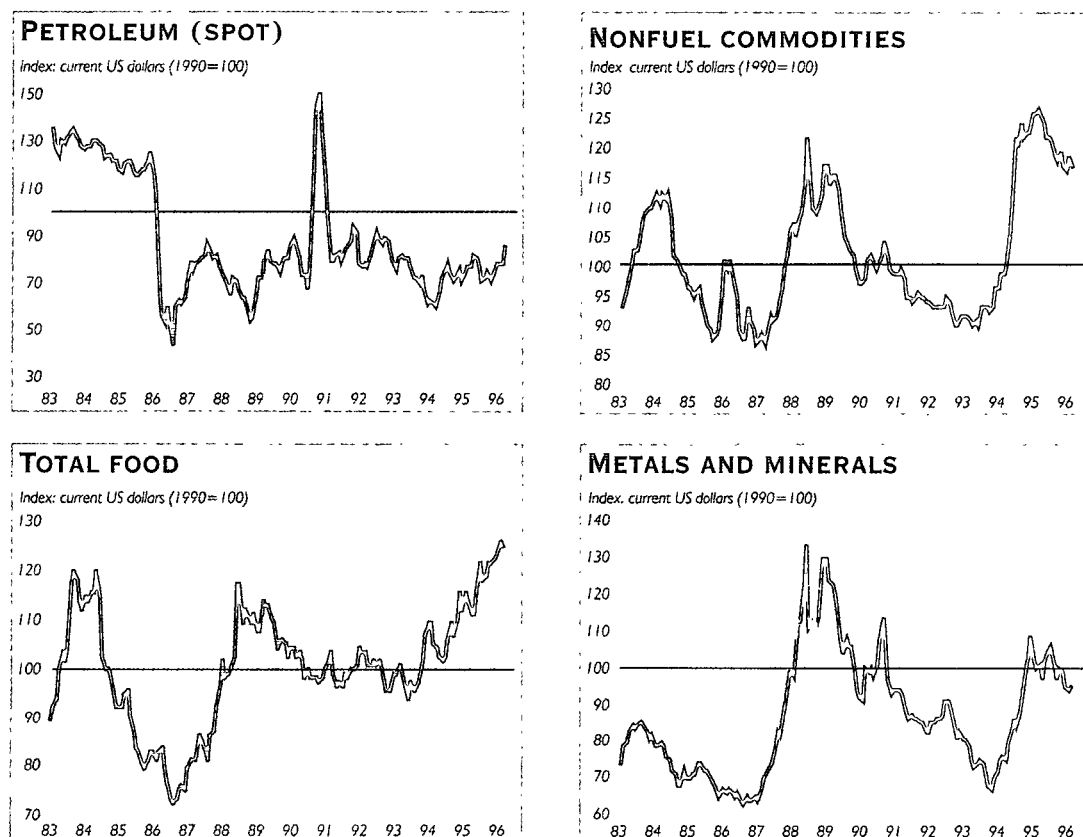 PETROLEUM (SPOT)
Index: current US dollars (1990=100)
150
130
110
90
70
50
30
83 84 85 86 87 88 89 90 91 92 93 94 95 96
NONFUEL COMMODITIES
Index current US dollars (1990=100)
130
125
120
115
110
105
100
95
90
85
80
83 84 85 86 87 88 89 90 92 93 94 95 96
TOTAL FOOD
Index: current US dollars (1990=100)
130
120
110
100
90
80
70
83 84 85 86 87 88 89 90 91 92 93 94 95 96
METALS AND MINERALS
Index. current US dollars (1990=100)
140
130
120
110
100
90
80
70
60
83 84 85 86 87 88 89 90 91 92 93 94 95 96